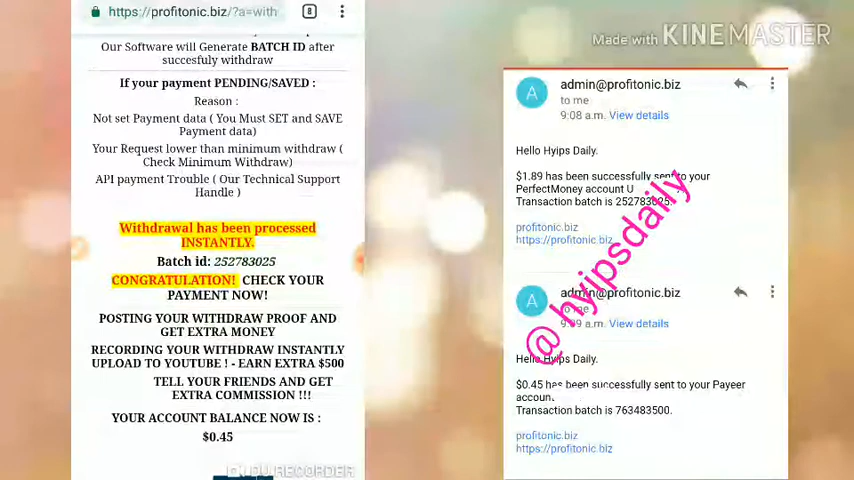 https://profitonic.biz/?a=with
8
Our Software will Generate BATCH ID after
succesfully withdraw
If your payment PENDING/SAVED :
Reason :
Not set Payment data ( You Must SET and SAVE
Payment data)
Your Request lower than minimum withdraw (
Check Minimum Withdraw)
API payment Trouble ( Our Technical Support
Handle )
Withdrawal has been processed
INSTANTLY.
Batch id: 252783025
CONGRATULATION! CHECK YOUR
PAYMENT NOW!
POSTING YOUR WITHDRAW PROOF AND
GET EXTRA MONEY
RECORDING YOUR WITHDRAW INSTANTLY
UPLOAD TO YOUTUBE ! - EARN EXTRA $500
TELL YOUR FRIENDS AND GET
EXTRA COMMISSION !!!
YOUR ACCOUNT BALANCE NOW IS :
$0.45
DU RECORDER
Made with KINEMASTER
A
admin@profitonic.biz
to me
9:08 a.m. View details
Hello Hyips Daily.
$1.89 has been successfully sent to your
PerfectMoney account U
Transaction batch is 252783025.
profitonic.biz
https://profitonic.biz
@hyipsdaily
A
admin@profitonic.biz
to me
9:09 a.m. View details
Hello Hyips Daily.
$0.45 has been successfully sent to your Payeer
account
Transaction batch is 763483500.
profitonic.biz
https://profitonic.biz